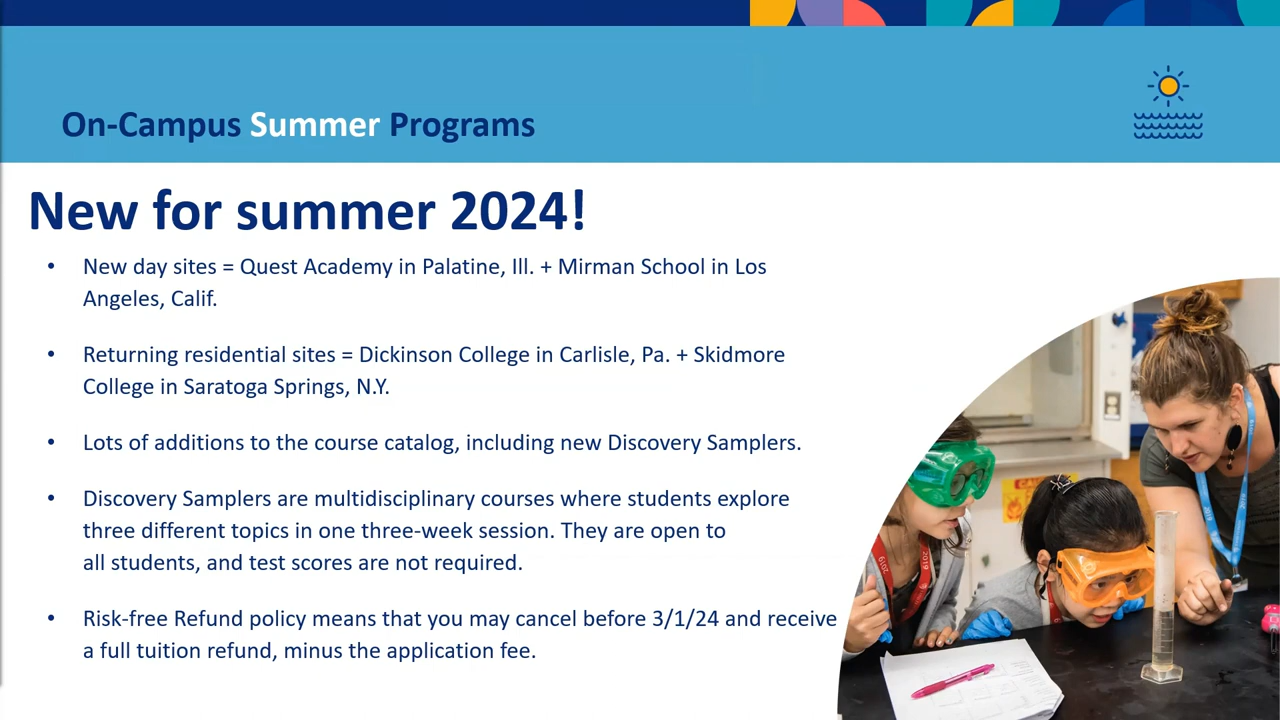 On-Campus Summer Programs
New for summer 2024!
• New day sites = Quest Academy in Palatine, Ill. + Mirman School in Los
Angeles, Calif.
• Returning residential sites = Dickinson College in Carlisle, Pa. + Skidmore
College in Saratoga Springs, N.Y.
• Lots of additions to the course catalog, including new Discovery Samplers.
• Discovery Samplers are multidisciplinary courses where students explore
three different topics in one three-week session. They are open to
all students, and test scores are not required.
• Risk-free Refund policy means that you may cancel before 3/1/24 and receive
a full tuition refund, minus the application fee.
2019
2019
2019